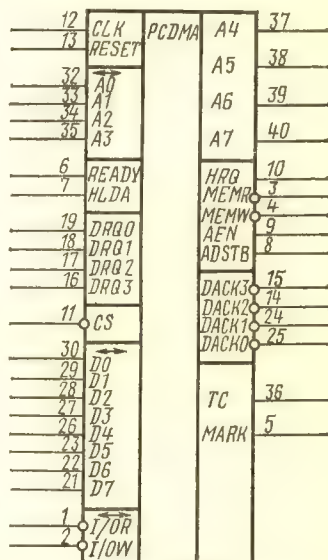 12 CLK PCDMA A4 37
13 RESET
A5 38
32 A0
33 A1 A6 39
34 A2
35 A3 A7 40
6 READY HRQ 10
7 HLDA MEMR 3
MEMW 4
19 DRQ0 AEN 9
18 DRQ1 ADSTB 8
17 DRQ2
16 DRQ3 DACK3 15
DACK2 14
11 CS DACK1 24
DACK0 25
30 D0
29 D1
28 D2 TC 36
27 D3
26 D4 MARK 5
23 D5
22 D6
21 D7
1 I/OR
2 I/OW